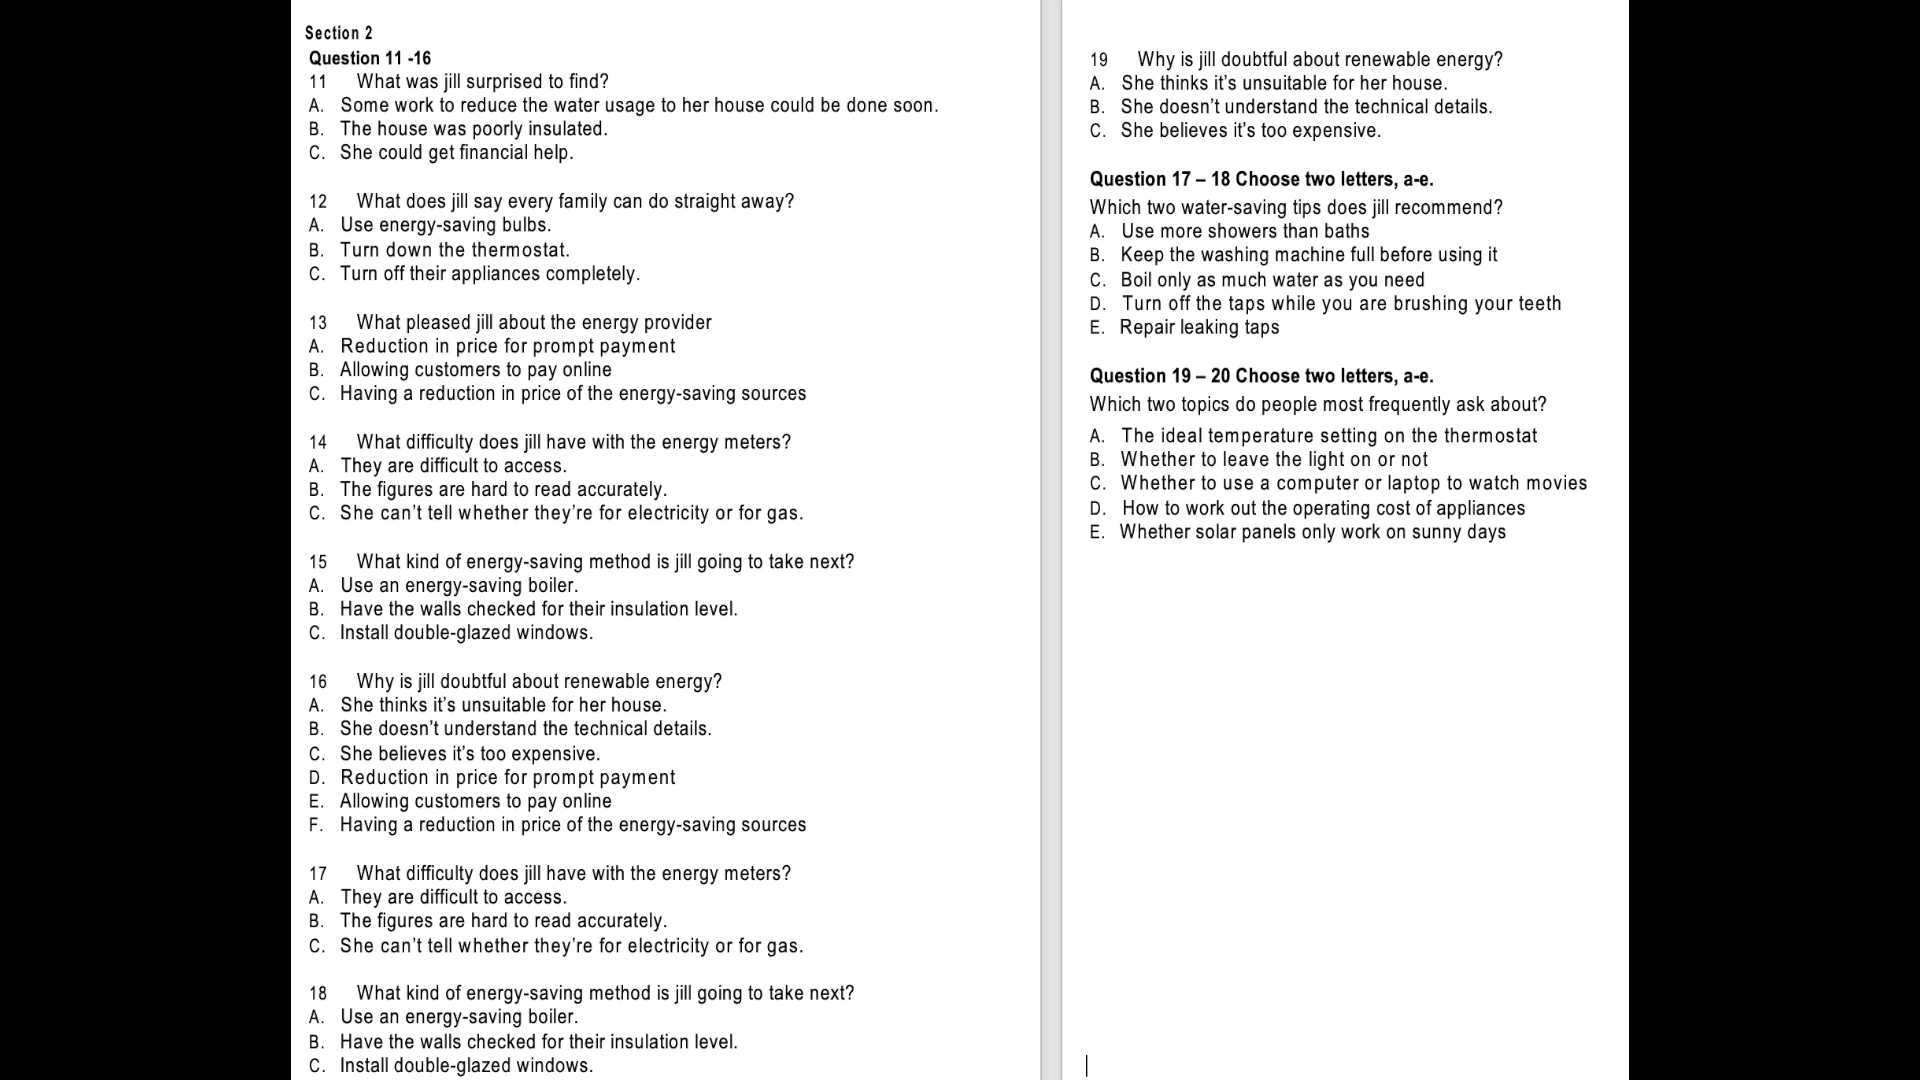 Section 2
Question 11 -16
11 What was jill surprised to find?
A. Some work to reduce the water usage to her house could be done soon.
B. The house was poorly insulated.
C. She could get financial help.
12 What does jill say every family can do straight away?
A. Use energy-saving bulbs.
B. Turn down the thermostat.
C. Turn off their appliances completely.
13 What pleased jill about the energy provider
A. Reduction in price for prompt payment
B. Allowing customers to pay online
C. Having a reduction in price of the energy-saving sources
14 What difficulty does jill have with the energy meters?
A. They are difficult to access.
B. The figures are hard to read accurately.
C. She can’t tell whether they’re for electricity or for gas.
15 What kind of energy-saving method is jill going to take next?
A. Use an energy-saving boiler.
B. Have the walls checked for their insulation level.
C. Install double-glazed windows.
16 Why is jill doubtful about renewable energy?
A. She thinks it’s unsuitable for her house.
B. She doesn’t understand the technical details.
C. She believes it’s too expensive.
D. Reduction in price for prompt payment
E. Allowing customers to pay online
F. Having a reduction in price of the energy-saving sources
17 What difficulty does jill have with the energy meters?
A. They are difficult to access.
B. The figures are hard to read accurately.
C. She can’t tell whether they’re for electricity or for gas.
18 What kind of energy-saving method is jill going to take next?
A. Use an energy-saving boiler.
B. Have the walls checked for their insulation level.
C. Install double-glazed windows.
19 Why is jill doubtful about renewable energy?
A. She thinks it’s unsuitable for her house.
B. She doesn’t understand the technical details.
C. She believes it’s too expensive.
Question 17 – 18 Choose two letters, a-e.
Which two water-saving tips does jill recommend?
A. Use more showers than baths
B. Keep the washing machine full before using it
C. Boil only as much water as you need
D. Turn off the taps while you are brushing your teeth
E. Repair leaking taps
Question 19 – 20 Choose two letters, a-e.
Which two topics do people most frequently ask about?
A. The ideal temperature setting on the thermostat
B. Whether to leave the light on or not
C. Whether to use a computer or laptop to watch movies
D. How to work out the operating cost of appliances
E. Whether solar panels only work on sunny days